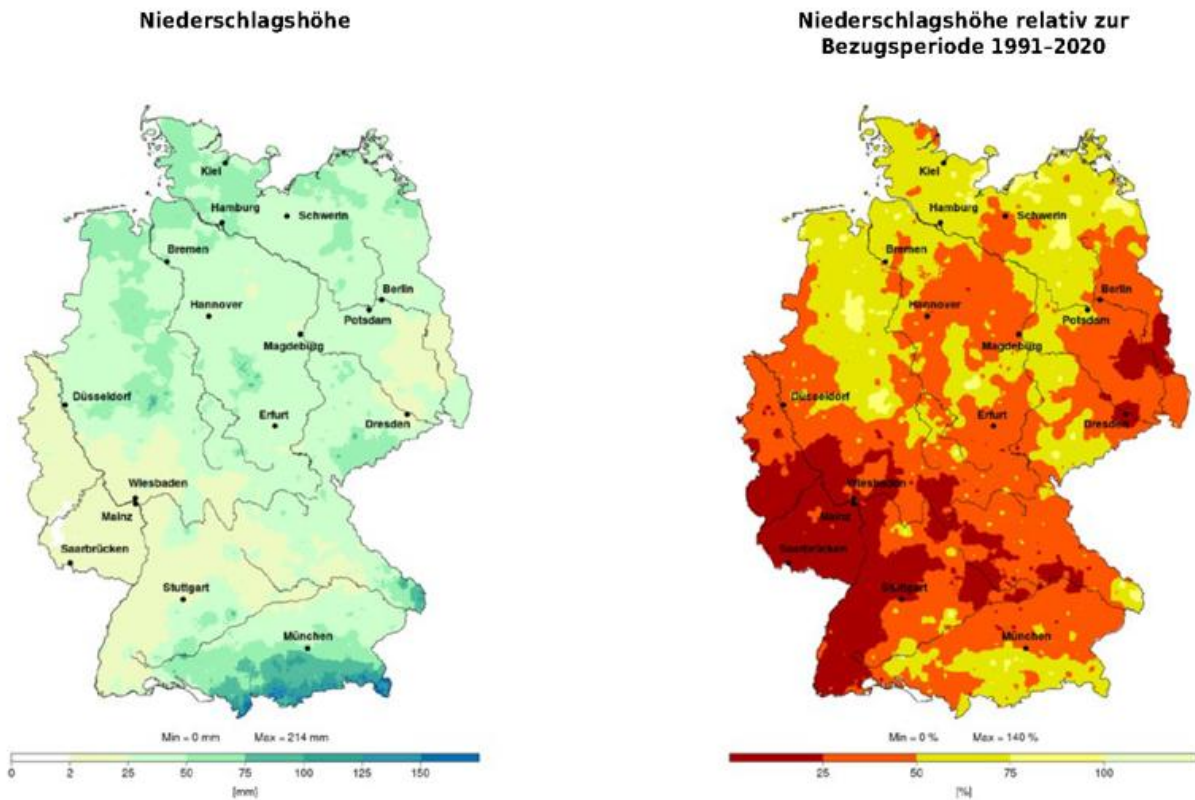 Niederschlagshöhe
Kiel
Hamburg
Schwerin
Bremen
Berlin
Hannover
Potsdam
Magdeburg
Düsseldorf
Erfurt
Dresden
Wiesbaden
Mainz
Saarbrücken
Stuttgart
München
Min = 0 mm Max = 214 mm
0 2 25 50 75 100 125 150
[mm]
Niederschlagshöhe relativ zur
Bezugsperiode 1991–2020
Kiel
Hamburg
Schwerin
Bremen
Berlin
Hannover
Potsdam
Magdeburg
Düsseldorf
Erfurt
Dresden
Wiesbaden
Mainz
Saarbrücken
Stuttgart
München
Min = 0 % Max = 140 %
25 50 75 100
[%]